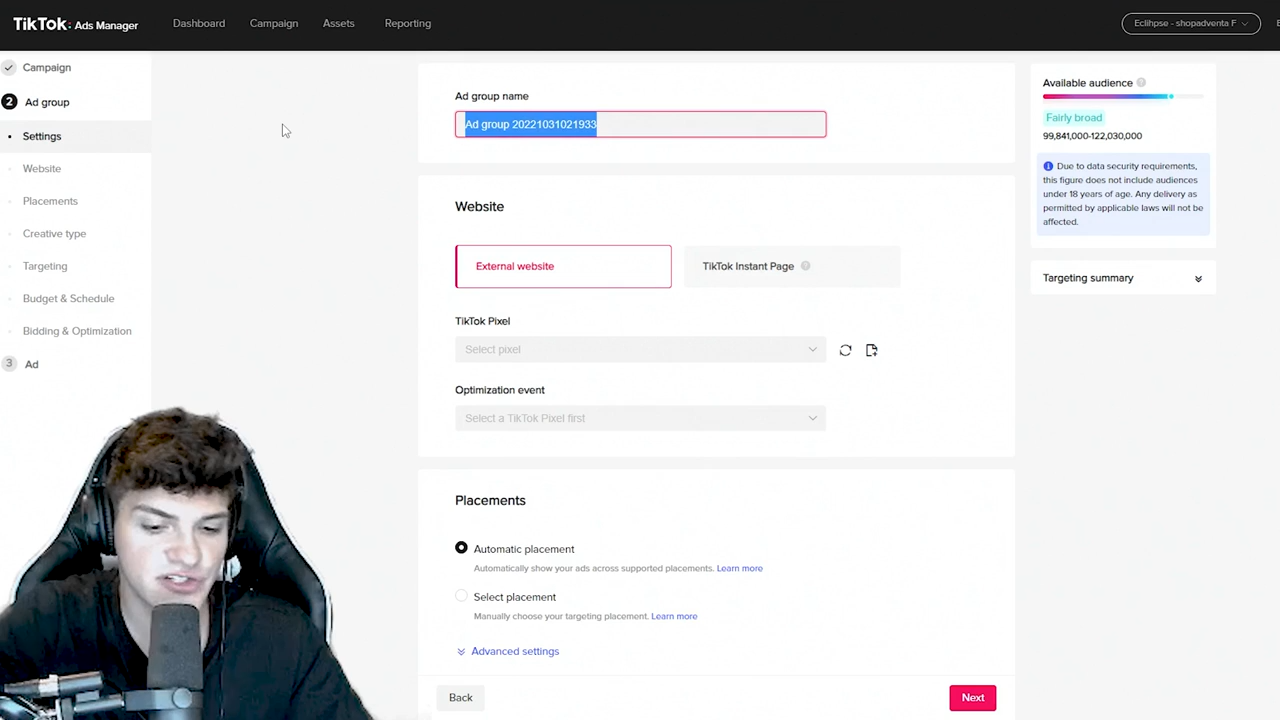 TikTok: Ads Manager
Dashboard
Campaign
Assets
Reporting
Eclihpse - shopadventa F
Campaign
2 Ad group
Settings
Website
Placements
Creative type
Targeting
Budget & Schedule
Bidding & Optimization
3 Ad
Ad group name
Ad group 20221031021933
Website
External website
TikTok Instant Page
TikTok Pixel
Select pixel
Optimization event
Select a TikTok Pixel first
Placements
Automatic placement
Automatically show your ads across supported placements. Learn more
Select placement
Manually choose your targeting placement. Learn more
Advanced settings
Back
Next
Available audience
Fairly broad
99,841,000-122,030,000
Due to data security requirements,
this figure does not include audiences
under 18 years of age. Any delivery as
permitted by applicable laws will not be
affected.
Targeting summary